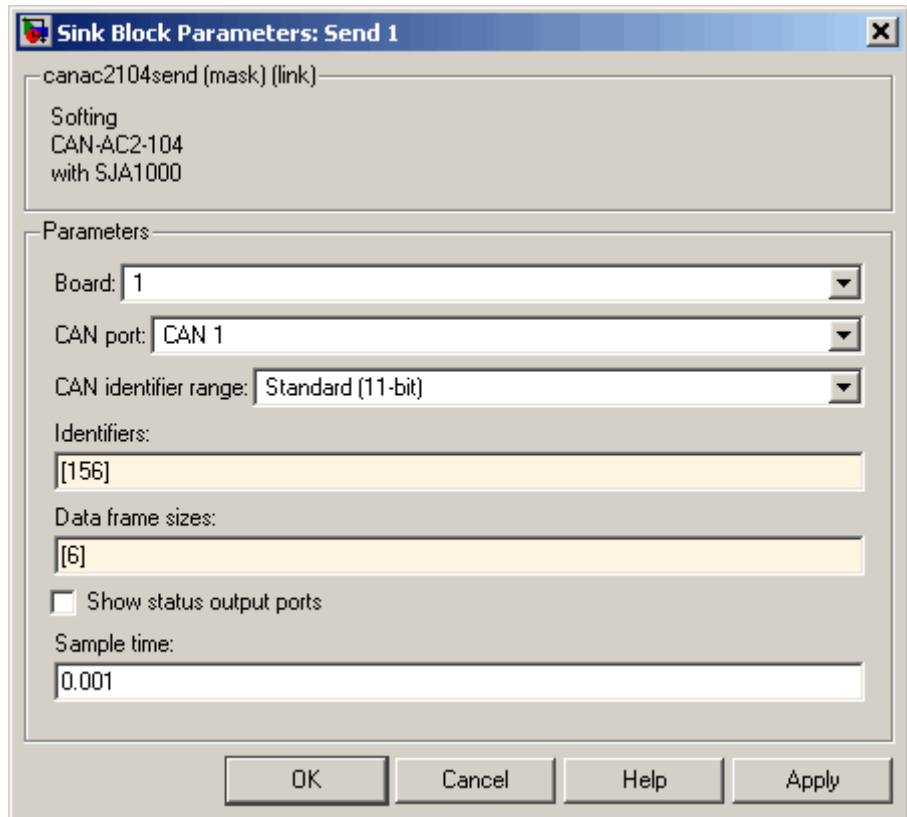 Sink Block Parameters: Send 1
canac2104send (mask) (link)
Softing
CAN-AC2-104
with SJA1000
Parameters
Board: 1
CAN port: CAN 1
CAN identifier range: Standard (11-bit)
Identifiers:
[156]
Data frame sizes:
[6]
Show status output ports
Sample time:
0.001
OK Cancel Help Apply